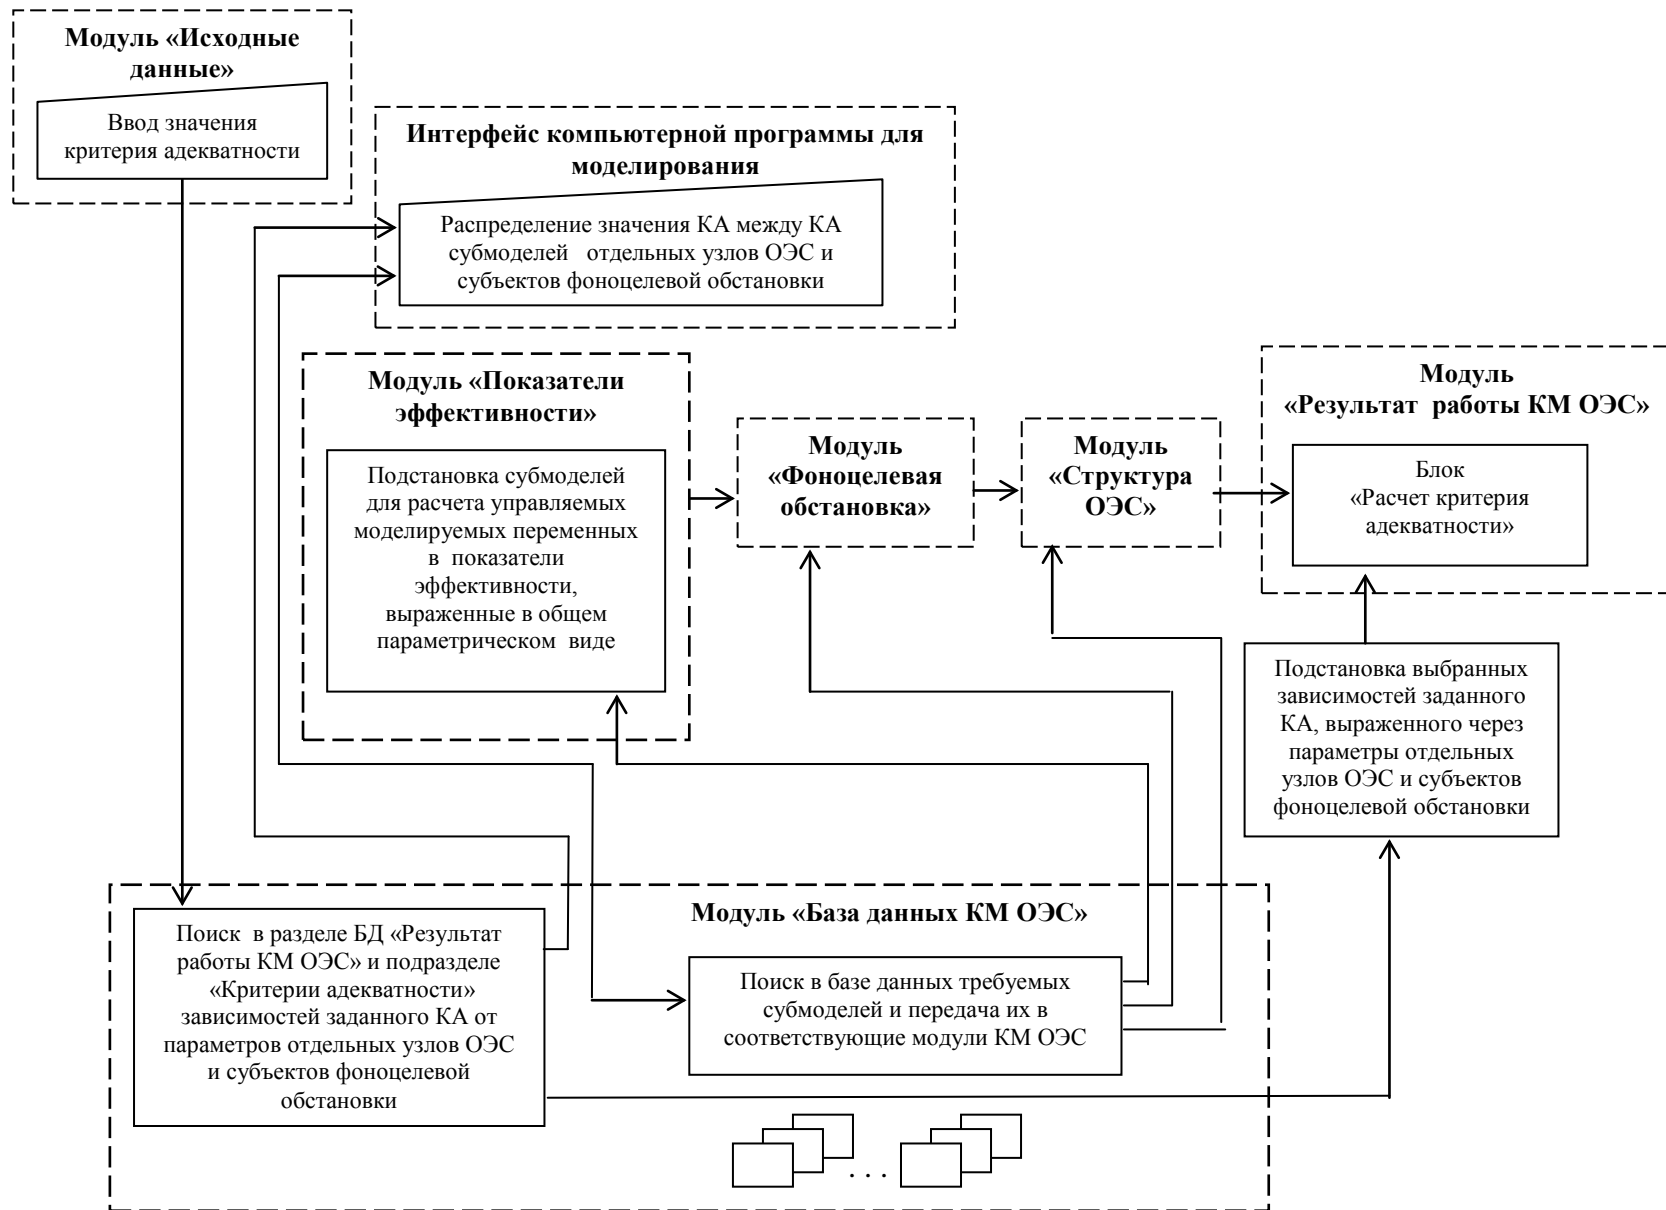 Модуль «Исходные
данные»
Ввод значения
критерия адекватности
Интерфейс компьютерной программы для
моделирования
Распределение значения КА между КА
субмоделей отдельных узлов ОЭС и
субъектов фоноцелевой обстановки
Модуль «Показатели
эффективности»
Подстановка субмоделей
для расчета управляемых
моделируемых переменных
в показатели
эффективности,
выраженные в общем
параметрическом виде
Модуль
«Фоноцелевая
обстановка»
Модуль
«Структура
ОЭС»
Модуль
«Результат работы КМ ОЭС»
Блок
«Расчет критерия
адекватности»
Подстановка выбранных
зависимостей заданного
КА, выраженного через
параметры отдельных
узлов ОЭС и субъектов
фоноцелевой обстановки
Модуль «База данных КМ ОЭС»
Поиск в разделе БД «Результат
работы КМ ОЭС» и подразделе
«Критерии адекватности»
зависимостей заданного КА от
параметров отдельных узлов ОЭС
и субъектов фоноцелевой
обстановки
Поиск в базе данных требуемых
субмоделей и передача их в
соответствующие модули КМ ОЭС
. . .